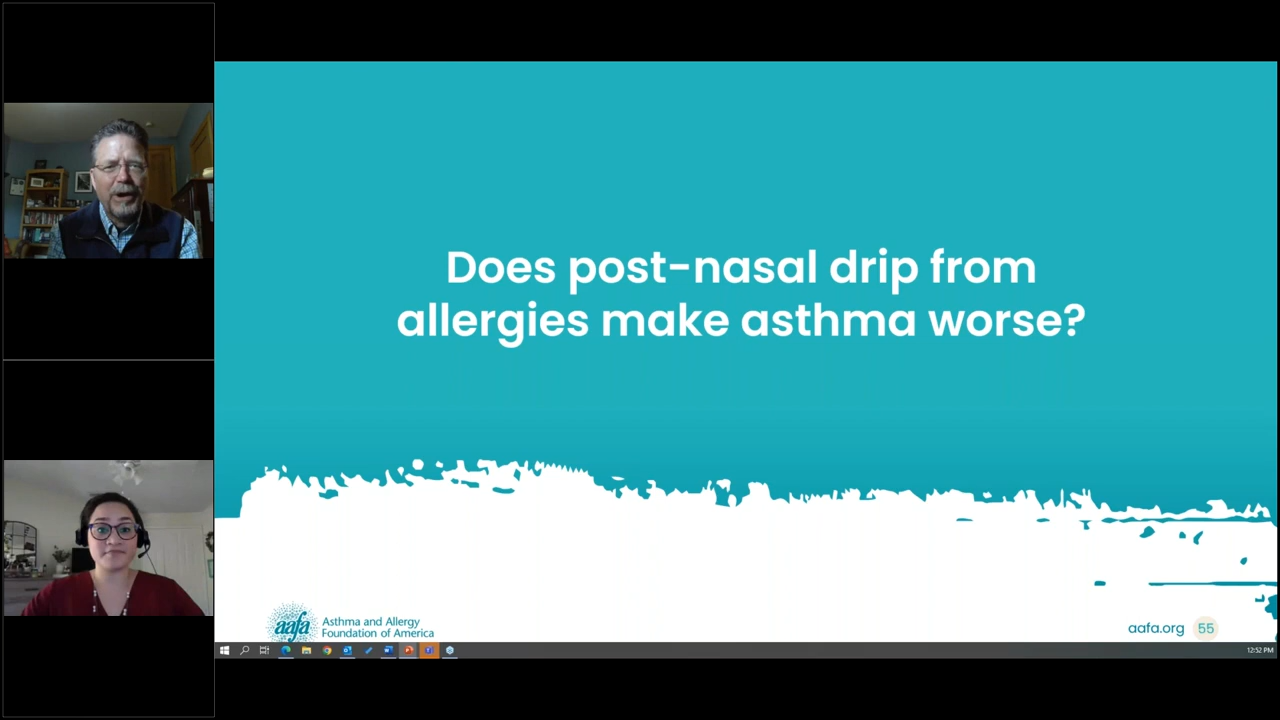 Does post-nasal drip from
allergies make asthma worse?
aafa
Asthma and Allergy
Foundation of America
aafa.org 55
12:52 PM